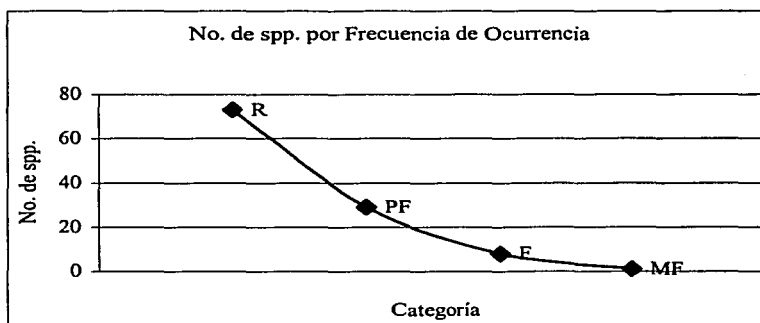 No. de spp. por Frecuencia de Ocurrencia
No. de spp.
80
60
40
20
0
R
PF
F
MF
Categoría